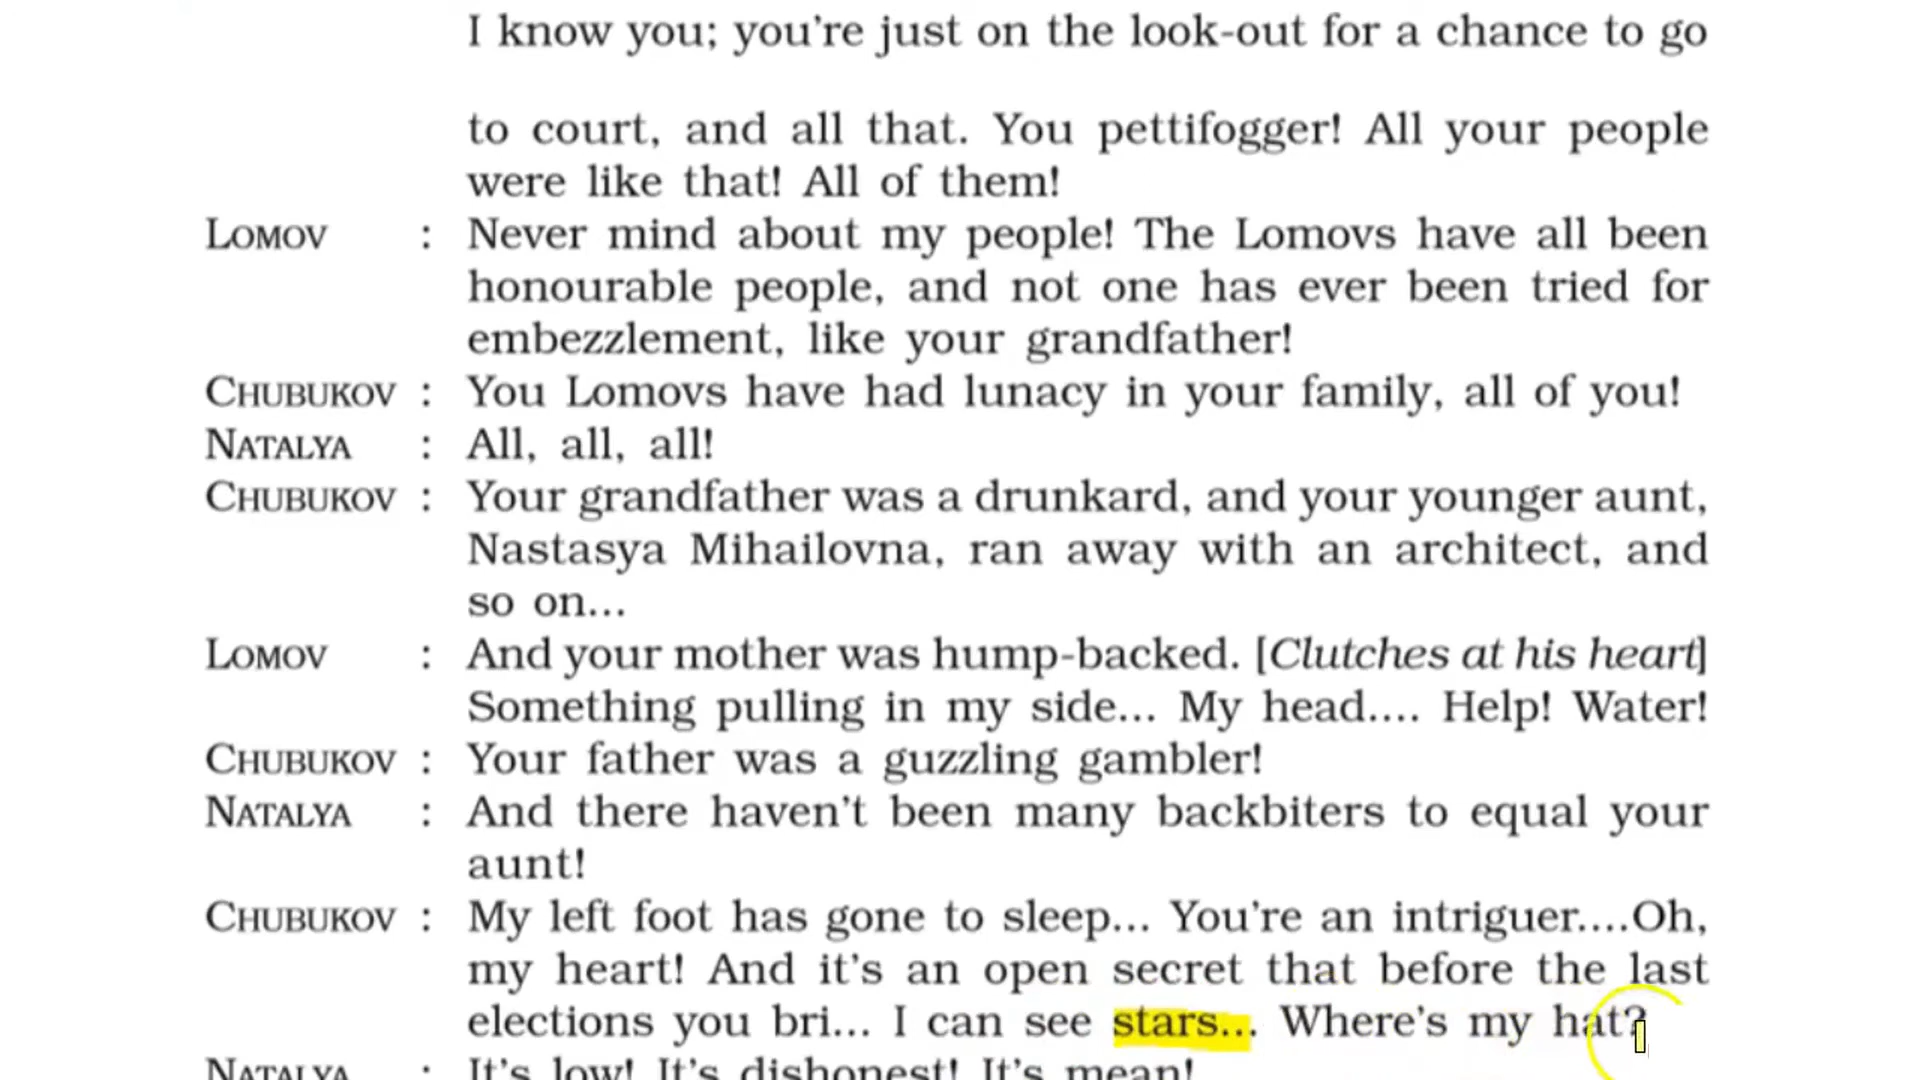 I know you; you're just on the look-out for a chance to go
to court, and all that. You pettifogger! All your people
were like that! All of them!
LOMOV : Never mind about my people! The Lomovs have all been
honourable people, and not one has ever been tried for
embezzlement, like your grandfather!
CHUBUKOV : You Lomovs have had lunacy in your family, all of you!
NATALYA : All, all, all!
CHUBUKOV : Your grandfather was a drunkard, and your younger aunt,
Nastasya Mihailovna, ran away with an architect, and
so on...
LOMOV : And your mother was hump-backed. [Clutches at his heart]
Something pulling in my side... My head.... Help! Water!
CHUBUKOV : Your father was a guzzling gambler!
NATALYA : And there haven't been many backbiters to equal your
aunt!
CHUBUKOV : My left foot has gone to sleep... You're an intriguer....Oh,
my heart! And it's an open secret that before the last
elections you bri... I can see stars... Where's my hat?
NATALYA : It's low! It's dishonest! It's mean!